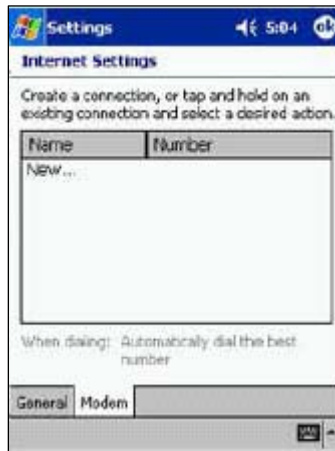 Settings 5:04 ok
Internet Settings
Create a connection, or tap and hold on an
existing connection and select a desired action.
Name Number
New...
When dialing: Automatically dial the best
number
General Modem